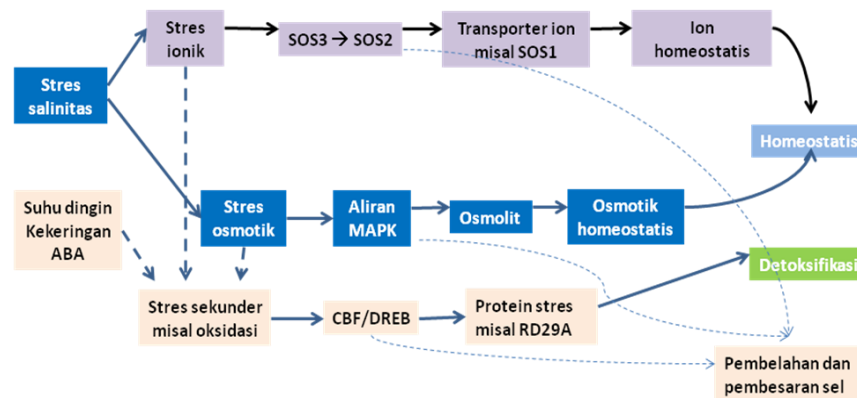 Stres
ionik
SOS3 → SOS2
Transporter ion
misal SOS1
Ion
homeostatis
Stres
salinitas
Homeostatis
Suhu dingin
Kekeringan
ABA
Stres
osmotik
Aliran
MAPK
Osmolit
Osmotik
homeostatis
Detoksifikasi
Stres sekunder
misal oksidasi
CBF/DREB
Protein stres
misal RD29A
Pembelahan dan
pembesaran sel